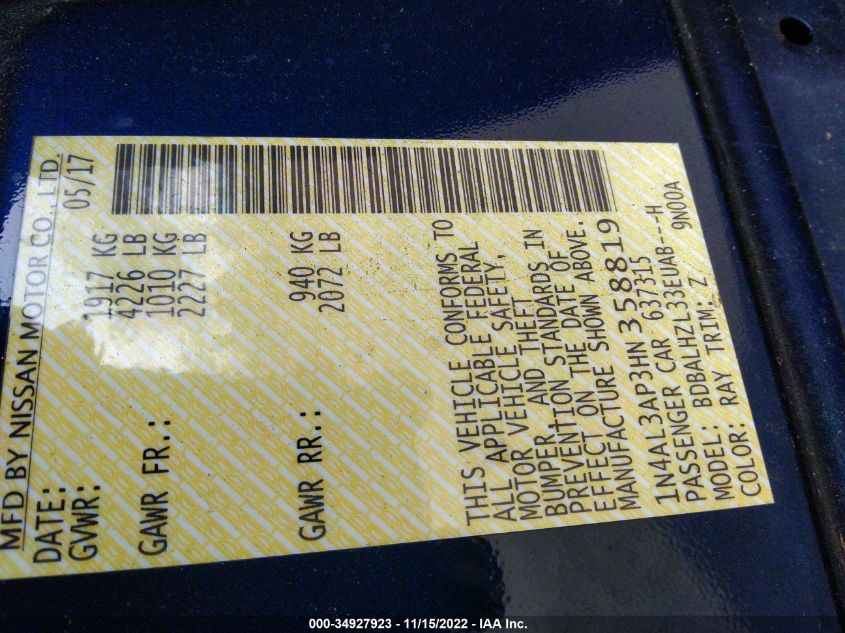 MFD BY NISSAN MOTOR CO., LTD.
DATE: 05/17
GVWR: 1917 KG
4226 LB
GAWR FR.: 1010 KG
2227 LB
GAWR RR.: 940 KG
2072 LB
THIS VEHICLE CONFORMS TO
ALL APPLICABLE FEDERAL
MOTOR VEHICLE SAFETY,
BUMPER AND THEFT
PREVENTION STANDARDS IN
EFFECT ON THE DATE OF
MANUFACTURE SHOWN ABOVE.
1N4AL3AP3HN358819
PASSENGER CAR 637315
MODEL: BDBALHZL33EUAB---H
COLOR: RAY TRIM: Z 9N00A
000-34927923 - 11/15/2022 - IAA Inc.